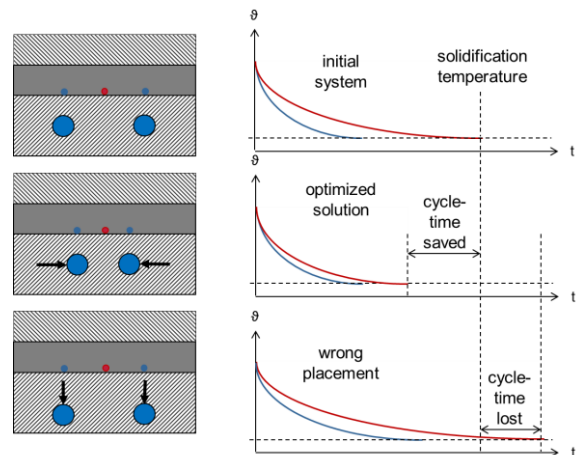 ϑ
initial
system
solidification
temperature
t
ϑ
optimized
solution
cycle-
time
saved
t
ϑ
wrong
placement
cycle-
time
lost
t